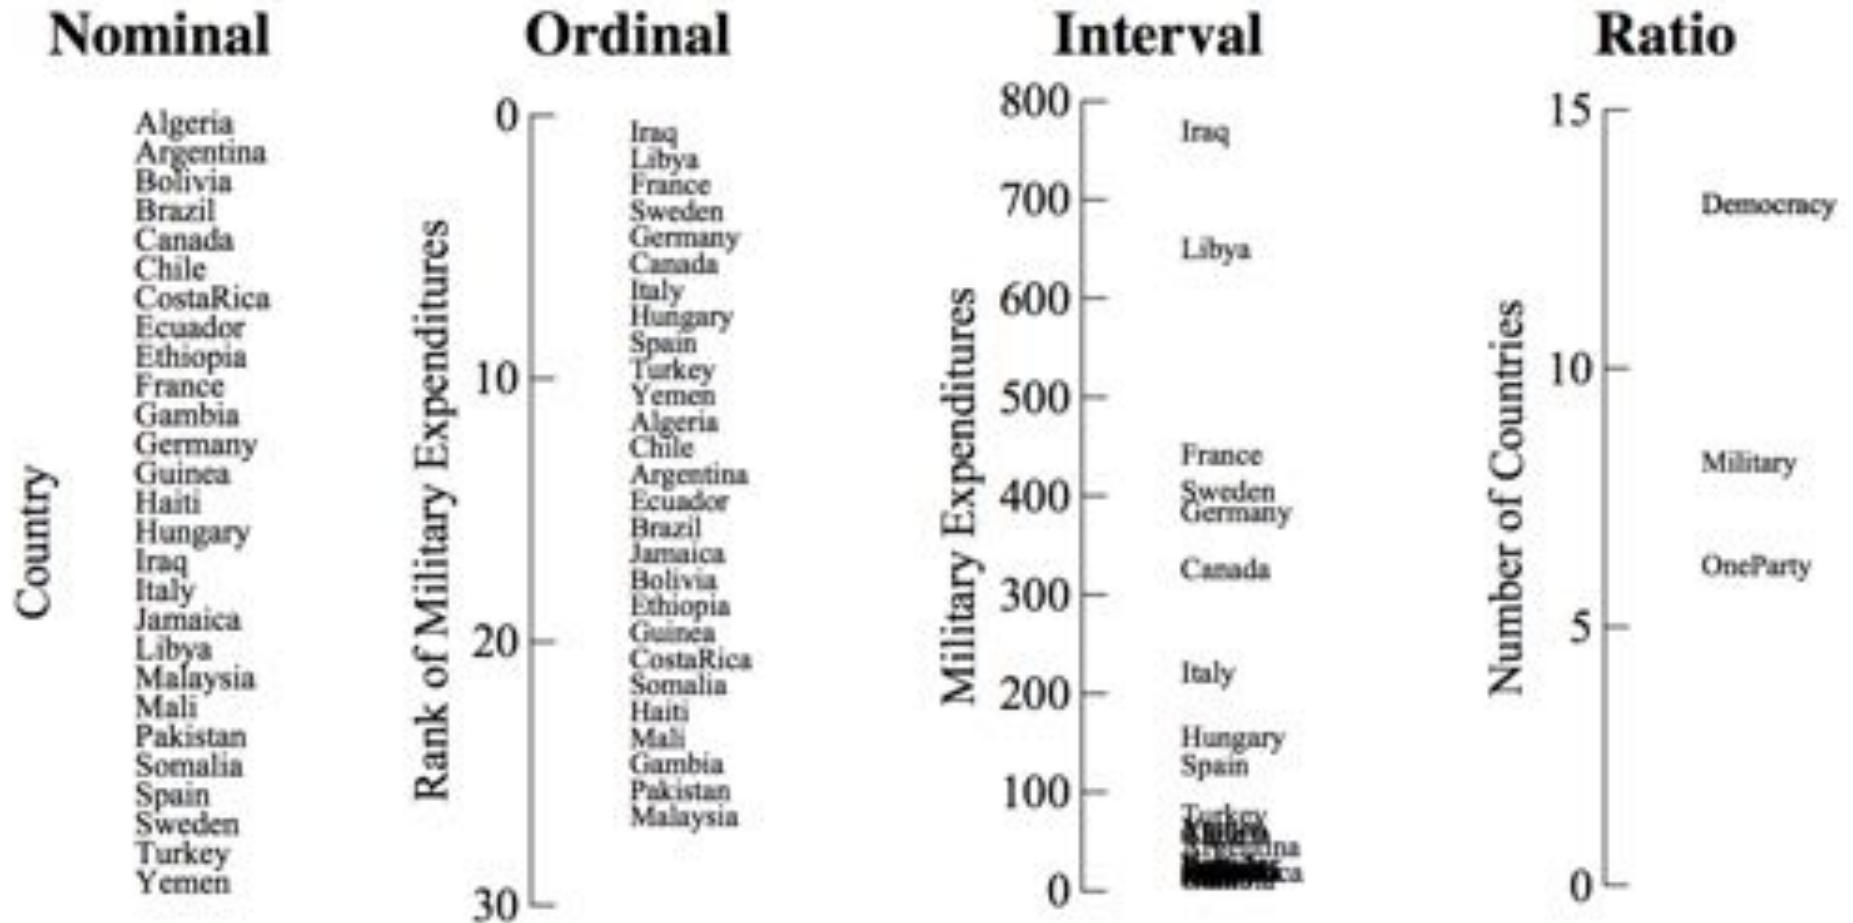 Nominal
Country
Algeria
Argentina
Bolivia
Brazil
Canada
Chile
CostaRica
Ecuador
Ethiopia
France
Gambia
Germany
Guinea
Haiti
Hungary
Iraq
Italy
Jamaica
Libya
Malaysia
Mali
Pakistan
Somalia
Spain
Sweden
Turkey
Yemen
Ordinal
Rank of Military Expenditures
0
10
20
30
Iraq
Libya
France
Sweden
Germany
Canada
Italy
Hungary
Spain
Turkey
Yemen
Algeria
Chile
Argentina
Ecuador
Brazil
Jamaica
Bolivia
Ethiopia
Guinea
CostaRica
Somalia
Haiti
Mali
Gambia
Pakistan
Malaysia
Interval
Military Expenditures
800
700
600
500
400
300
200
100
0
Iraq
Libya
France
Sweden
Germany
Canada
Italy
Hungary
Spain
Turkey
Argentina
Ratio
Number of Countries
15
10
5
0
Democracy
Military
OneParty